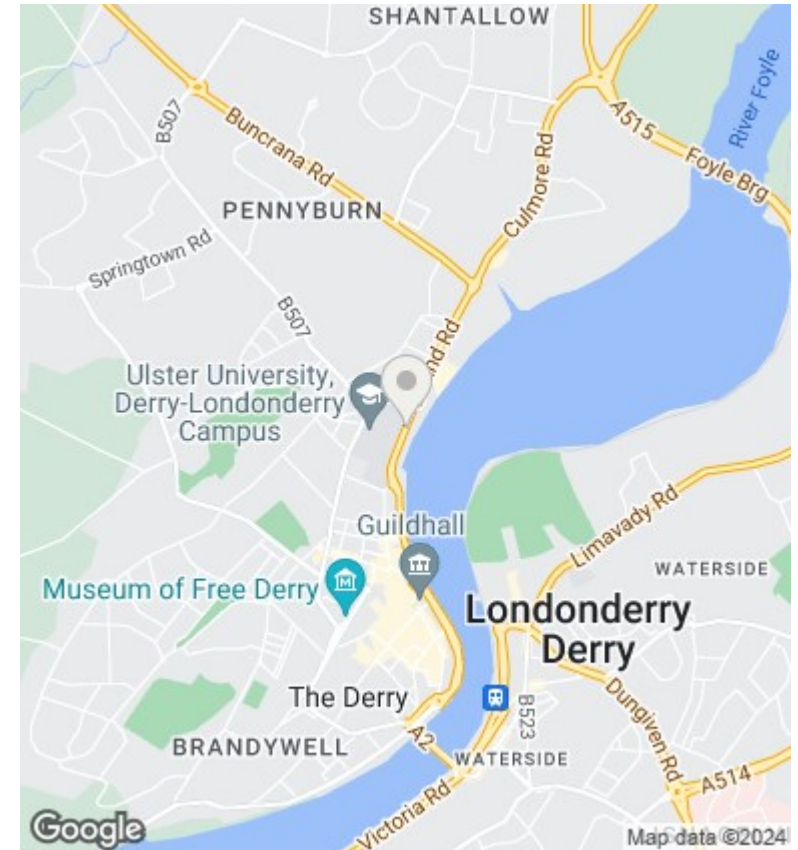 SHANTALLOW
B507
Buncrana Rd
A515
River Foyle
Foyle Brg
Culmore Rd
PENNYBURN
Springtown Rd
B507
nd Rd
Ulster University,
Derry-Londonderry
Campus
Guildhall
Limavady Rd
WATERSIDE
Museum of Free Derry
Londonderry
Derry
The Derry
B523
Dungiven Rd
BRANDYWELL
A2
WATERSIDE
A514
Victoria Rd
Google
Map data ©2024